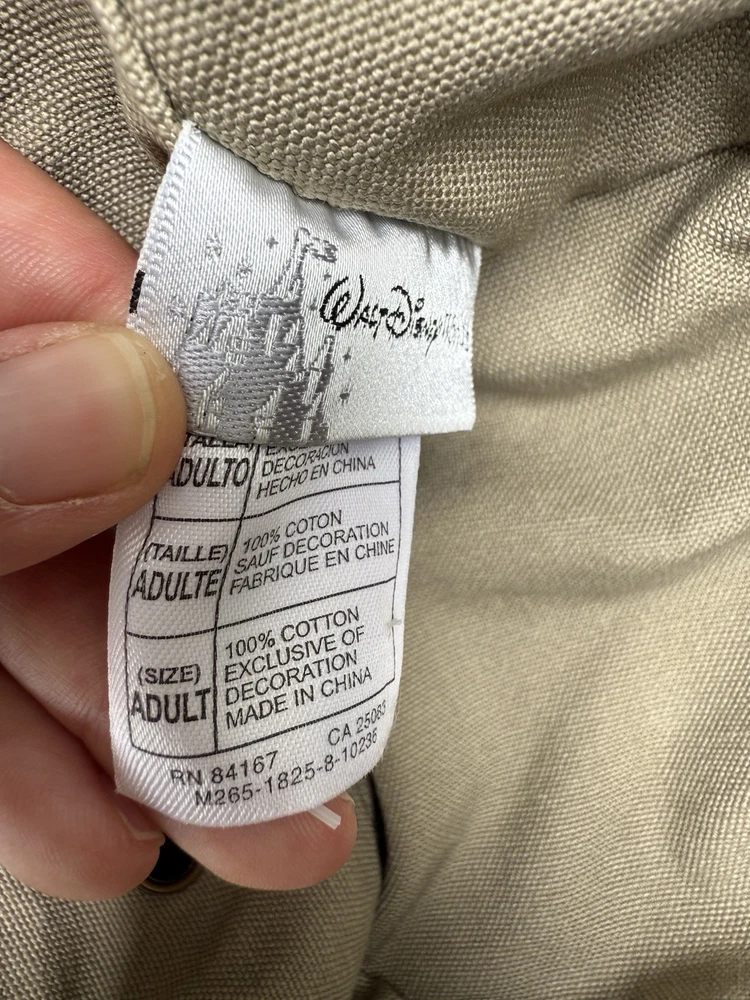 Walt Disney World
(TALLA)
ADULTO
DECORACION
HECHO EN CHINA
(TAILLE)
ADULTE
100% COTON
SAUF DECORATION
FABRIQUE EN CHINE
(SIZE)
ADULT
100% COTTON
EXCLUSIVE OF
DECORATION
MADE IN CHINA
RN 84167
CA 25083
M265-1825-8-10236